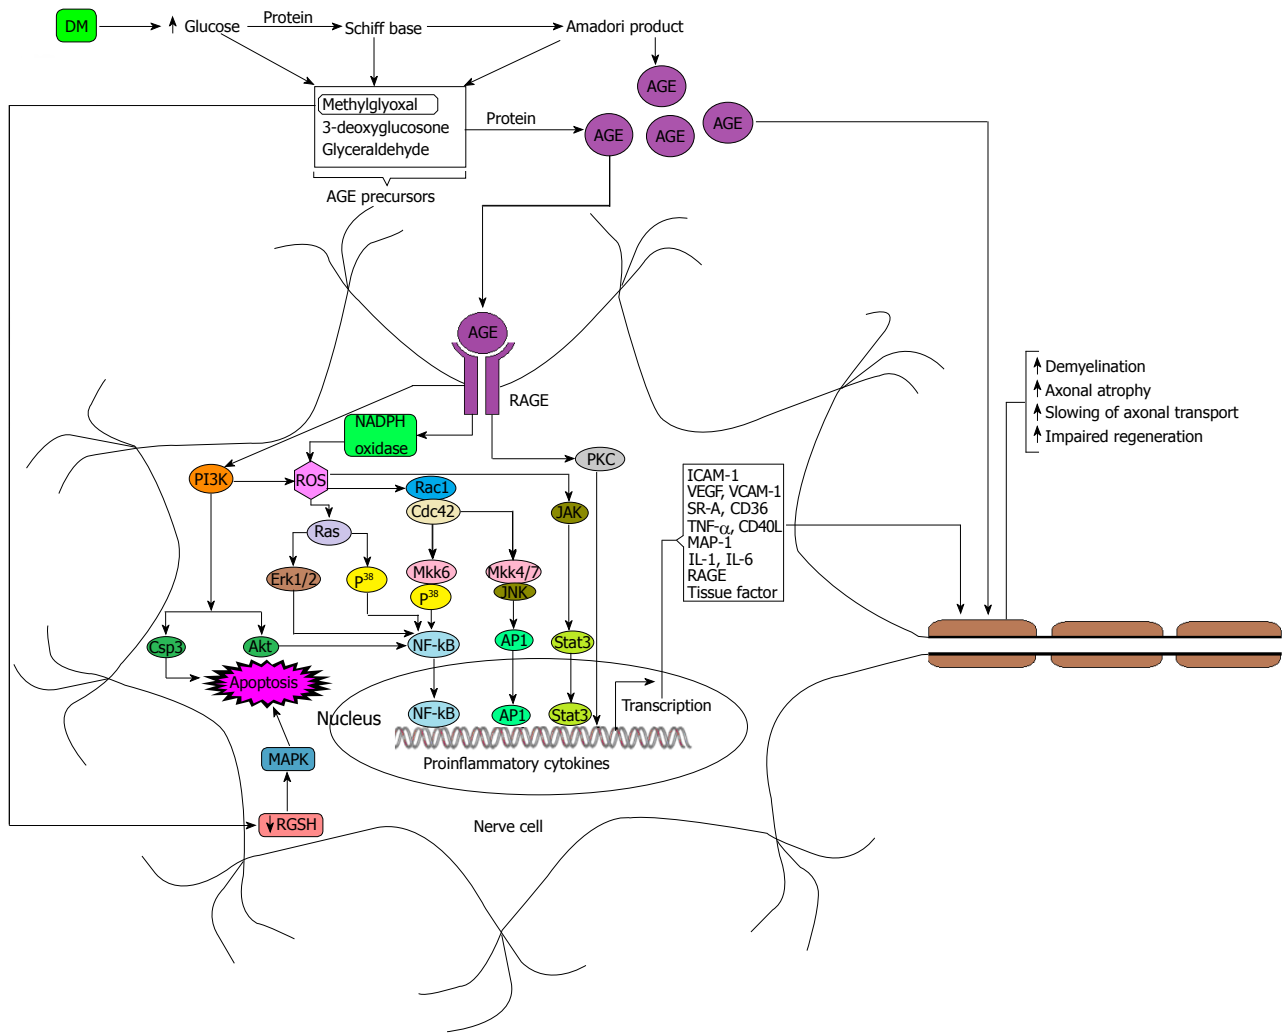 DM
Glucose
Protein
Schiff base
Amadori product
AGE
Methylglyoxal
3-deoxyglucosone
Glyceraldehyde
Protein
AGE
AGE
AGE
AGE precursors
AGE
RAGE
NADPH
oxidase
Demyelination
Axonal atrophy
Slowing of axonal transport
Impaired regeneration
PI3K
ROS
PKC
Rac1
Cdc42
JAK
Ras
ICAM-1
VEGF, VCAM-1
SR-A, CD36
TNF-α, CD40L
MAP-1
IL-1, IL-6
RAGE
Tissue factor
Erk1/2
P38
Mkk6
P38
Mkk4/7
JNK
Csp3
Akt
NF-kB
AP1
Stat3
Apoptosis
Nucleus
NF-kB
AP1
Stat3
Transcription
Proinflammatory cytokines
MAPK
RGSH
Nerve cell